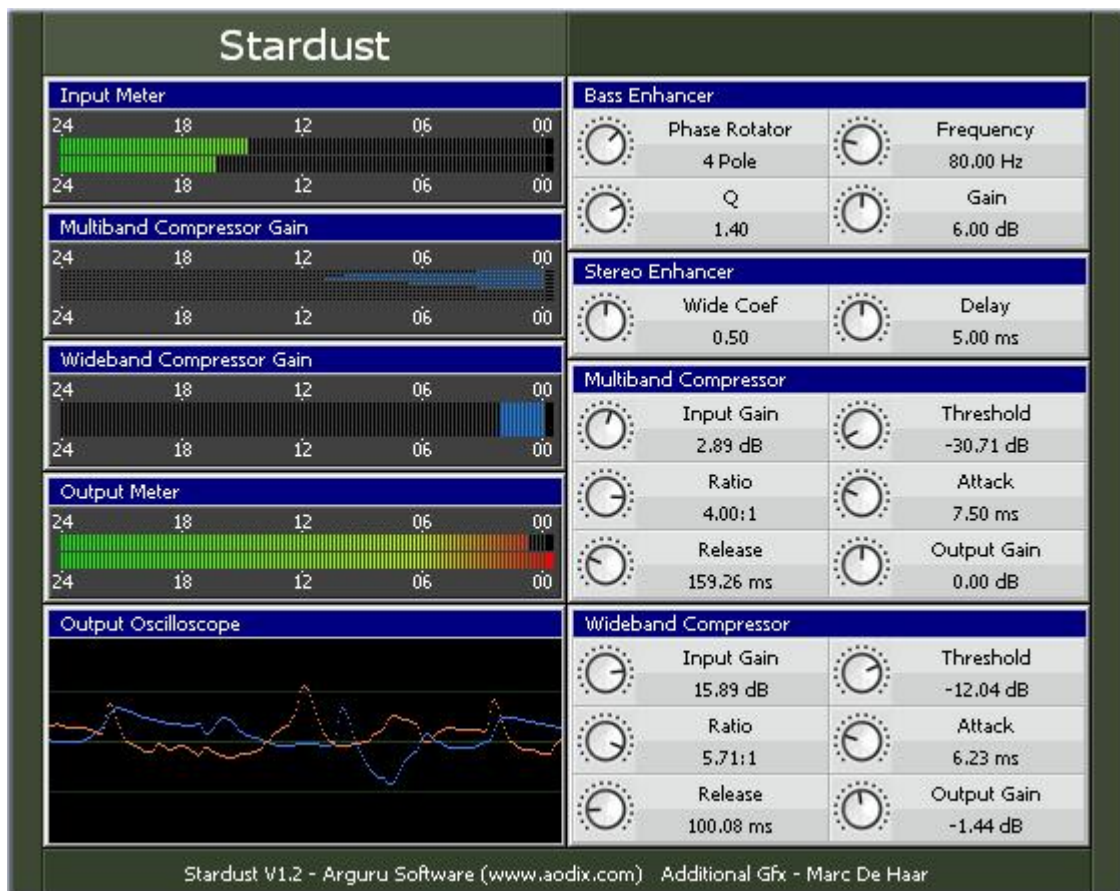 Stardust
Input Meter
24 18 12 06 00
24 18 12 06 00
Multiband Compressor Gain
24 18 12 06 00
24 18 12 06 00
Wideband Compressor Gain
24 18 12 06 00
24 18 12 06 00
Output Meter
24 18 12 06 00
24 18 12 06 00
Output Oscilloscope
Bass Enhancer
Phase Rotator Frequency
4 Pole 80.00 Hz
Q Gain
1.40 6.00 dB
Stereo Enhancer
Wide Coef Delay
0.50 5.00 ms
Multiband Compressor
Input Gain Threshold
2.89 dB -30.71 dB
Ratio Attack
4.00:1 7.50 ms
Release Output Gain
159.26 ms 0.00 dB
Wideband Compressor
Input Gain Threshold
15.89 dB -12.04 dB
Ratio Attack
5.71:1 6.23 ms
Release Output Gain
100.08 ms -1.44 dB
Stardust V1.2 - Arguru Software (www.aodix.com) Additional Gfx - Marc De Haar